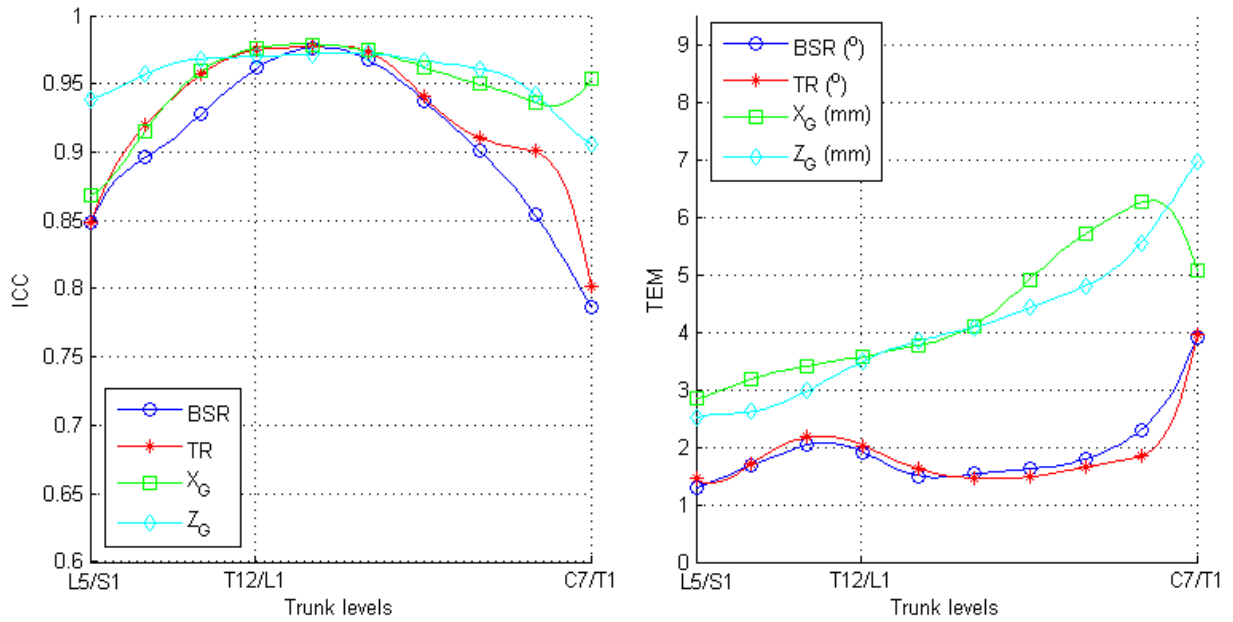 1
0.95
0.9
0.85
0.8
0.75
0.7
0.65
0.6
ICC
BSR
TR
X_G
Z_G
L5/S1
T12/L1
C7/T1
Trunk levels
9
8
7
6
5
4
3
2
1
0
TEM
BSR (º)
TR (º)
X_G (mm)
Z_G (mm)
L5/S1
T12/L1
C7/T1
Trunk levels